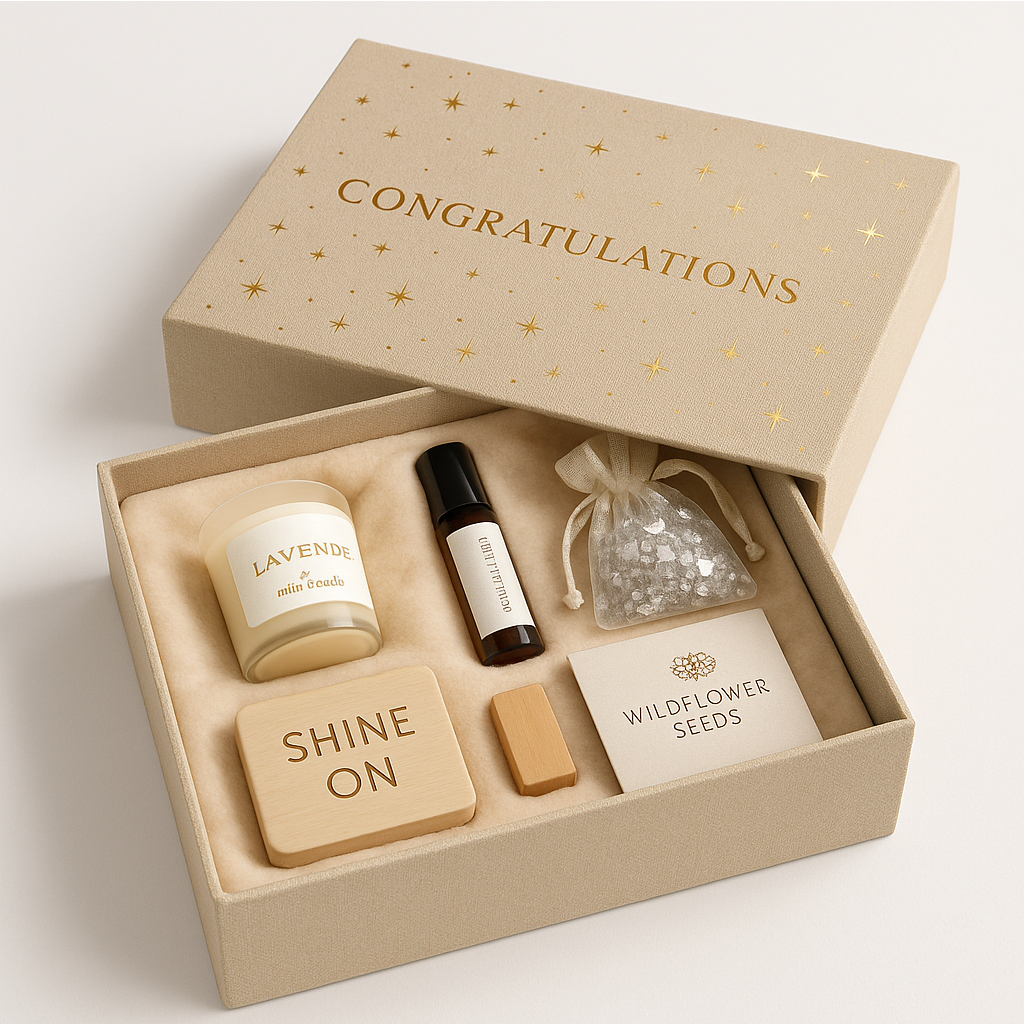 CONGRATULATIONS
LAVENDE
SHINE
ON
WILDFLOWER
SEEDS